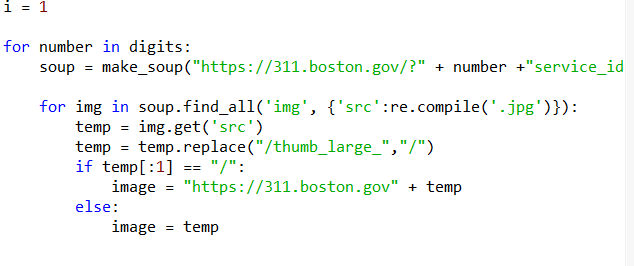 i = 1
for number in digits:
    soup = make_soup("https://311.boston.gov/?" + number +"service_id
    for img in soup.find_all('img', {'src':re.compile('.jpg')}):
        temp = img.get('src')
        temp = temp.replace("/thumb_large_","/")
        if temp[:1] == "/":
            image = "https://311.boston.gov" + temp
        else:
            image = temp